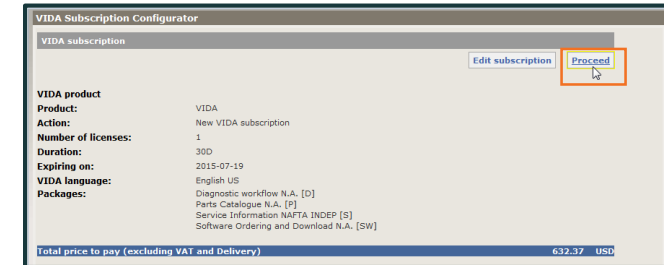 VIDA Subscription Configurator
VIDA subscription
Edit subscription Proceed
VIDA product
Product: VIDA
Action: New VIDA subscription
Number of licenses: 1
Duration: 30D
Expiring on: 2015-07-19
VIDA language: English US
Packages: Diagnostic workflow N.A. [D]
Parts Catalogue N.A. [P]
Service Information NAFTA INDEP [S]
Software Ordering and Download N.A. [SW]
Total price to pay (excluding VAT and Delivery) 632.37 USD